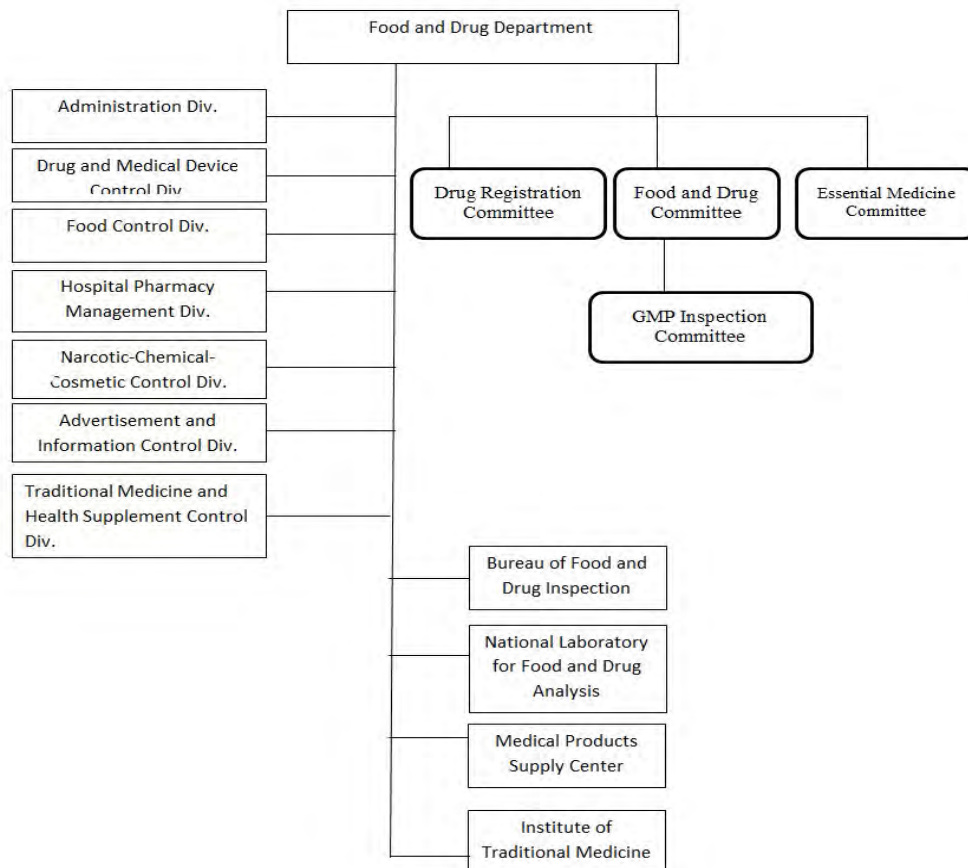 Food and Drug Department
Administration Div.
Drug and Medical Device
Control Div
Food Control Div.
Hospital Pharmacy
Management Div.
Narcotic-Chemical-
Cosmetic Control Div.
Advertisement and
Information Control Div.
Traditional Medicine and
Health Supplement Control
Div.
Drug Registration
Committee
Food and Drug
Committee
Essential Medicine
Committee
GMP Inspection
Committee
Bureau of Food and
Drug Inspection
National Laboratory
for Food and Drug
Analysis
Medical Products
Supply Center
Institute of
Traditional Medicine